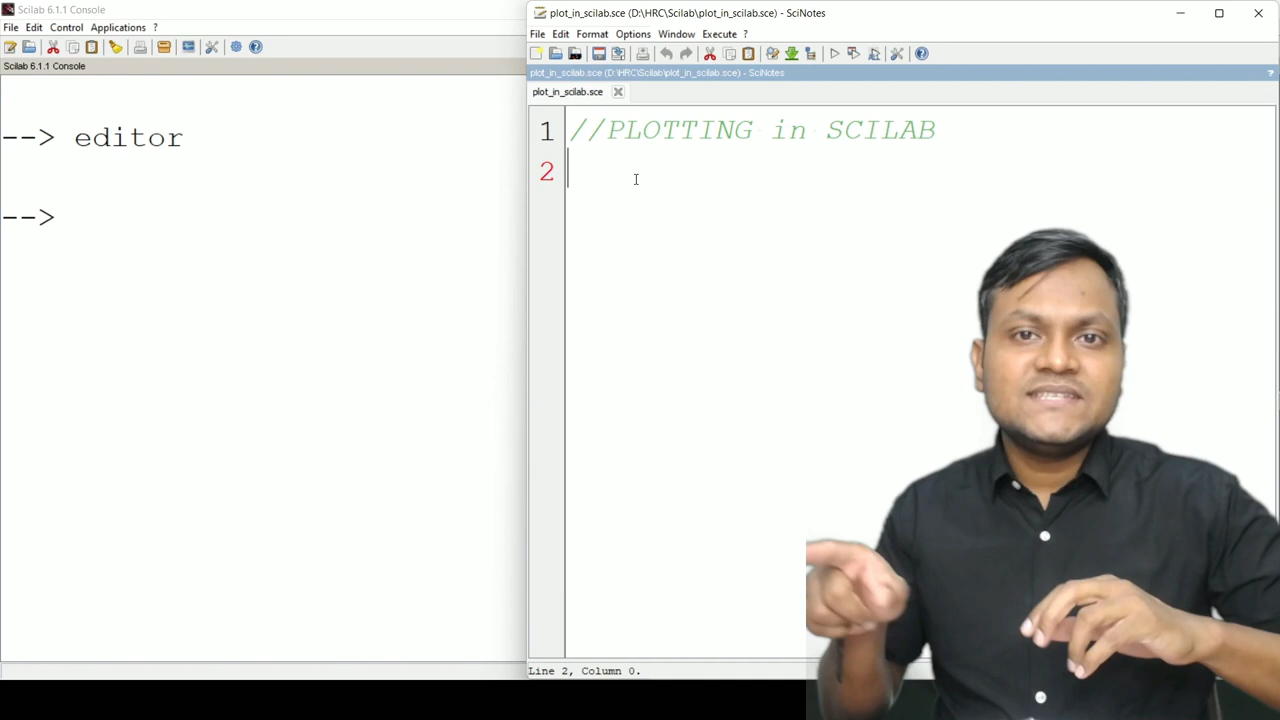 Scilab 6.1.1 Console
File Edit Control Applications ?
Scilab 6.1.1 Console
--> editor
-->
plot_in_scilab.sce (D:\HRC\Scilab\plot_in_scilab.sce) - SciNotes
File Edit Format Options Window Execute ?
plot_in_scilab.sce (D:\HRC\Scilab\plot_in_scilab.sce) - SciNotes ?
plot_in_scilab.sce
1 //PLOTTING in SCILAB
2
Line 2, Column 0.